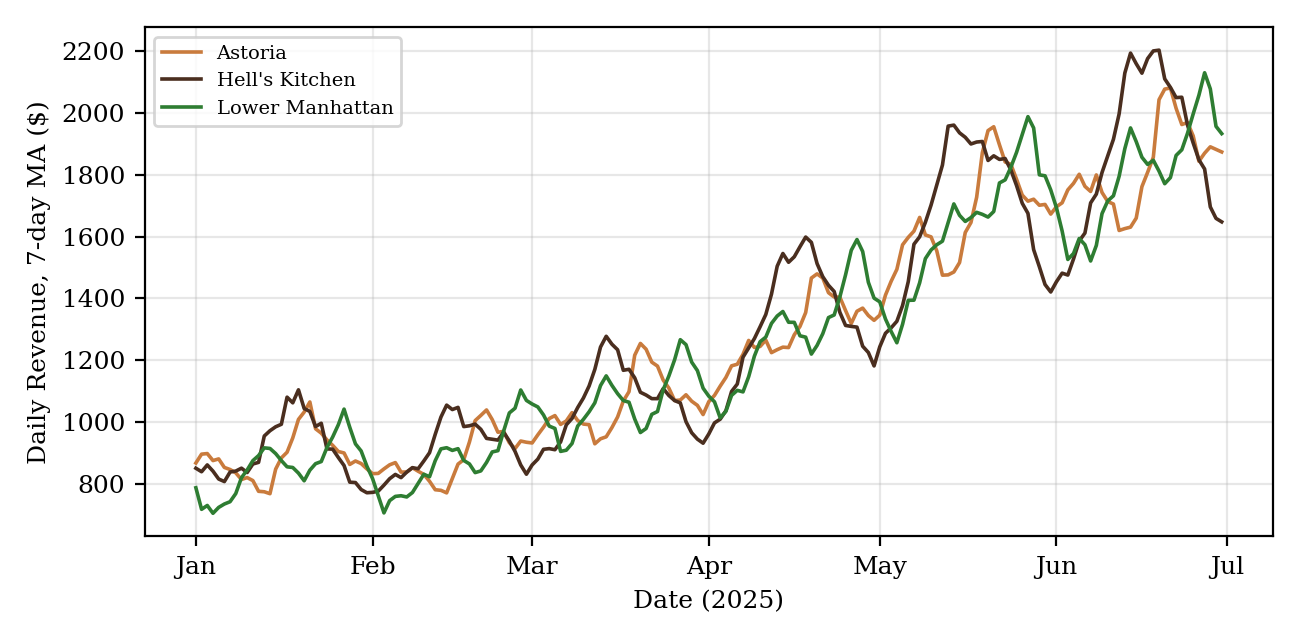 Astoria
Hell's Kitchen
Lower Manhattan
Daily Revenue, 7-day MA ($)
2200
2000
1800
1600
1400
1200
1000
800
Jan Feb Mar Apr May Jun Jul
Date (2025)